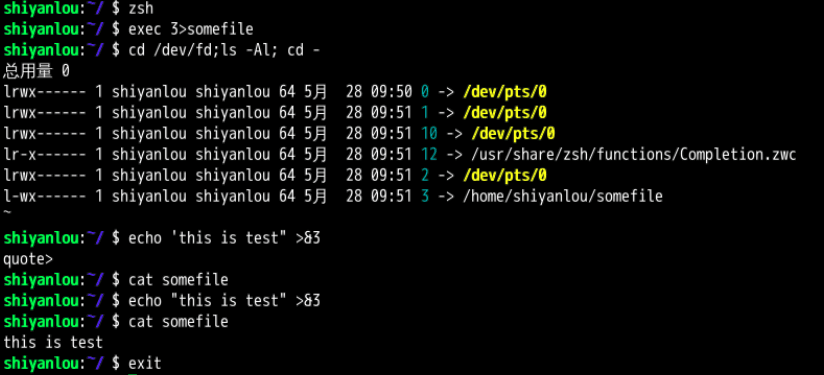 shiyanlou:~/ $ zsh
shiyanlou:~/ $ exec 3>somefile
shiyanlou:~/ $ cd /dev/fd;ls -Al; cd -
总用量 0
lrwx------ 1 shiyanlou shiyanlou 64 5月  28 09:50 0 -> /dev/pts/0
lrwx------ 1 shiyanlou shiyanlou 64 5月  28 09:51 1 -> /dev/pts/0
lrwx------ 1 shiyanlou shiyanlou 64 5月  28 09:51 10 -> /dev/pts/0
lr-x------ 1 shiyanlou shiyanlou 64 5月  28 09:51 12 -> /usr/share/zsh/functions/Completion.zwc
lrwx------ 1 shiyanlou shiyanlou 64 5月  28 09:51 2 -> /dev/pts/0
l-wx------ 1 shiyanlou shiyanlou 64 5月  28 09:51 3 -> /home/shiyanlou/somefile
~
shiyanlou:~/ $ echo 'this is test" >&3
quote>
shiyanlou:~/ $ cat somefile
shiyanlou:~/ $ echo "this is test" >&3
shiyanlou:~/ $ cat somefile
this is test
shiyanlou:~/ $ exit